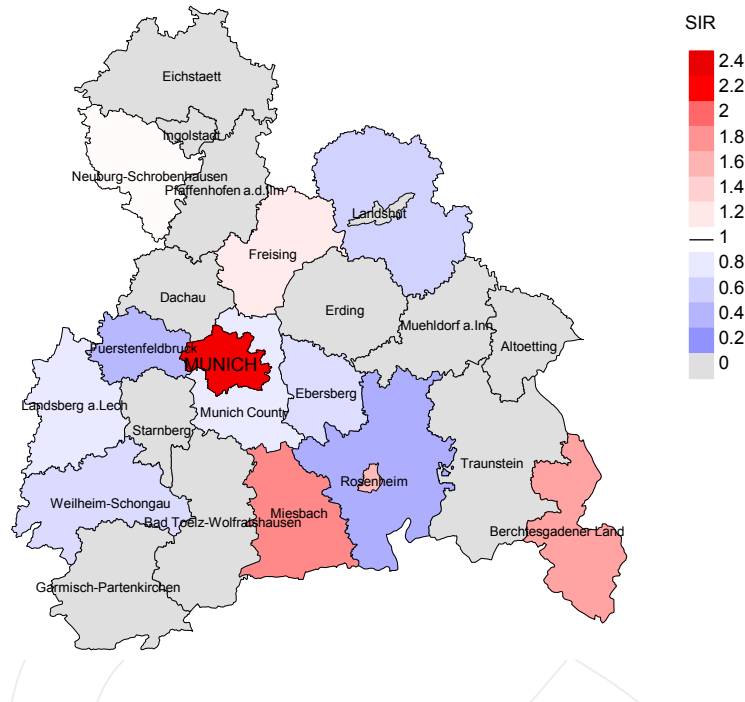 SIR
2.4
2.2
2
1.8
1.6
1.4
1.2
1
0.8
0.6
0.4
0.2
0
Eichstaett
Ingolstadt
Neuburg-Schrobenhausen
Pfaffenhofen a.d.Ilm
Landshut
Freising
Dachau
Erding
Muehldorf a.Inn
Altoetting
Fuerstenfeldbruck
MUNICH
Ebersberg
Landsberg a.Lech
Munich County
Starnberg
Traunstein
Rosenheim
Weilheim-Schongau
Miesbach
Bad Toelz-Wolfratshausen
Berchtesgadener Land
Garmisch-Partenkirchen